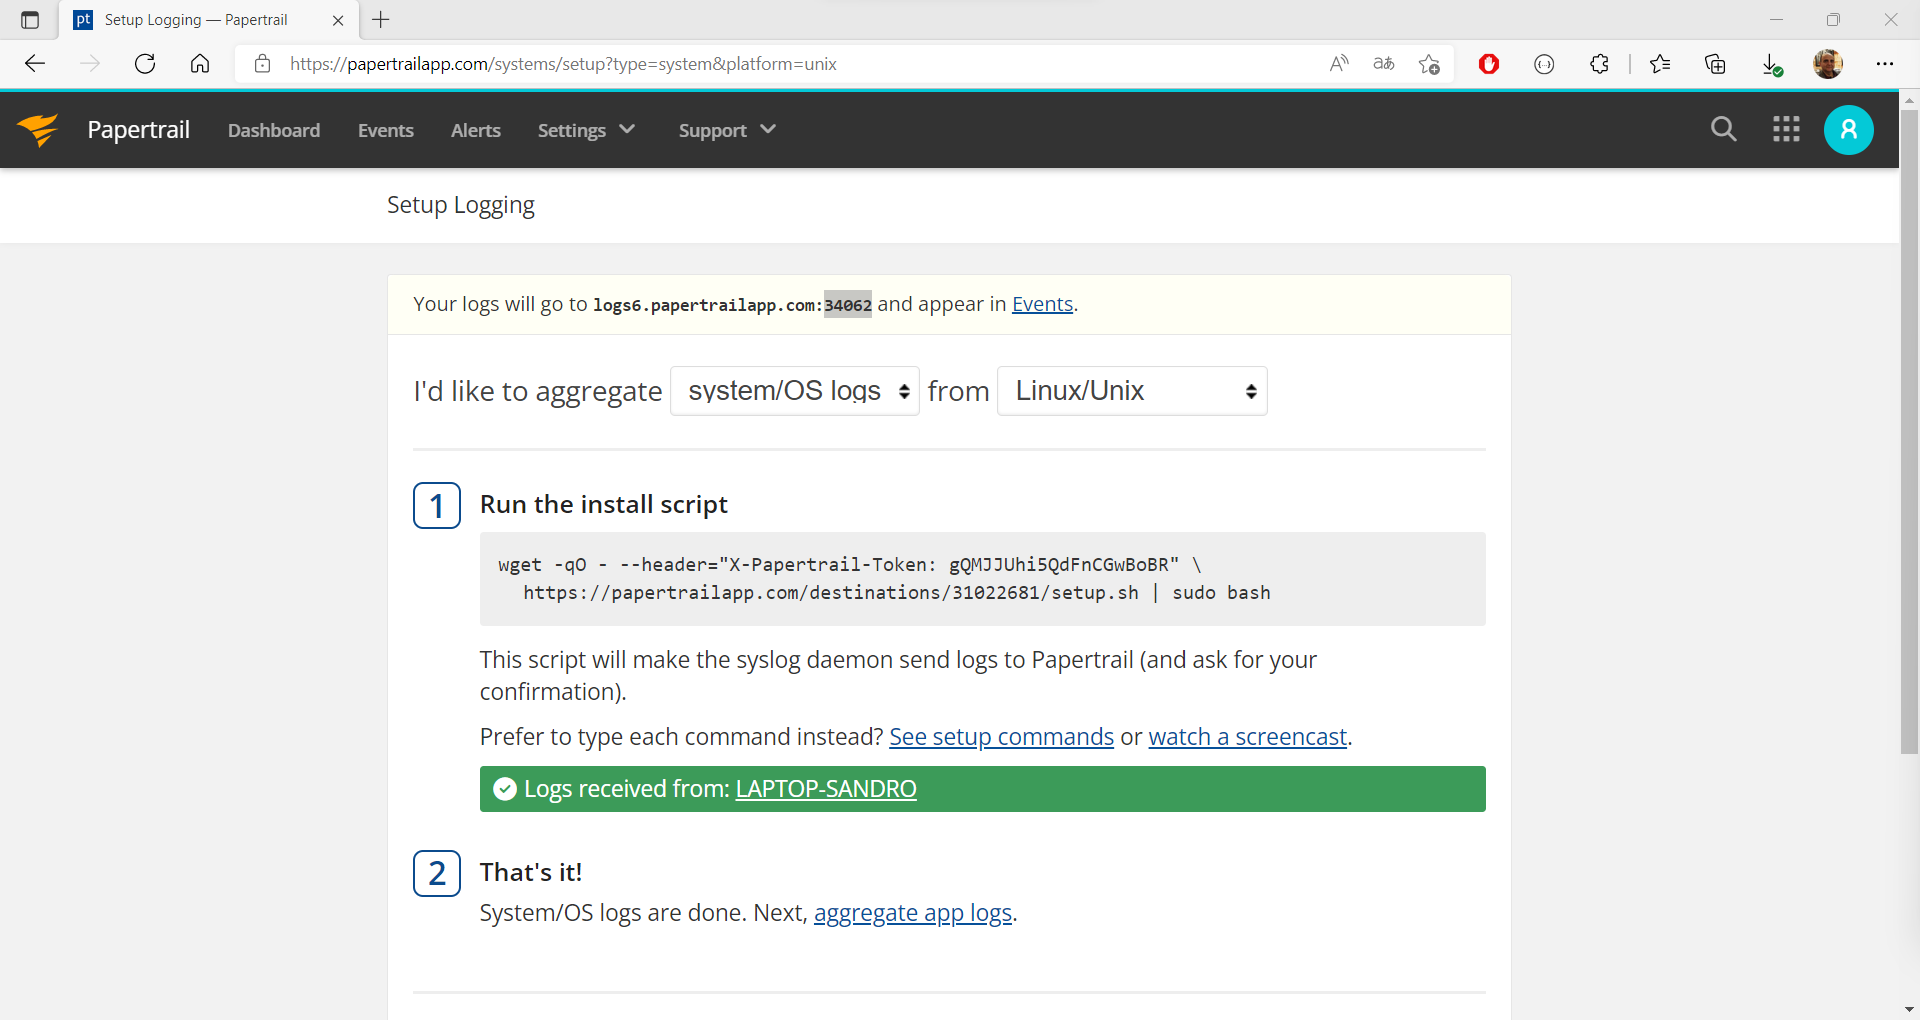 pt Setup Logging — Papertrail
https://papertrailapp.com/systems/setup?type=system&platform=unix
Papertrail Dashboard Events Alerts Settings Support
Setup Logging
Your logs will go to logs6.papertrailapp.com:34062 and appear in Events.
I'd like to aggregate system/OS logs from Linux/Unix
1 Run the install script
wget -qO - --header="X-Papertrail-Token: gQMJJUhi5QdFnCGwBoBR" \
https://papertrailapp.com/destinations/31022681/setup.sh | sudo bash
This script will make the syslog daemon send logs to Papertrail (and ask for your
confirmation).
Prefer to type each command instead? See setup commands or watch a screencast.
Logs received from: LAPTOP-SANDRO
2 That's it!
System/OS logs are done. Next, aggregate app logs.